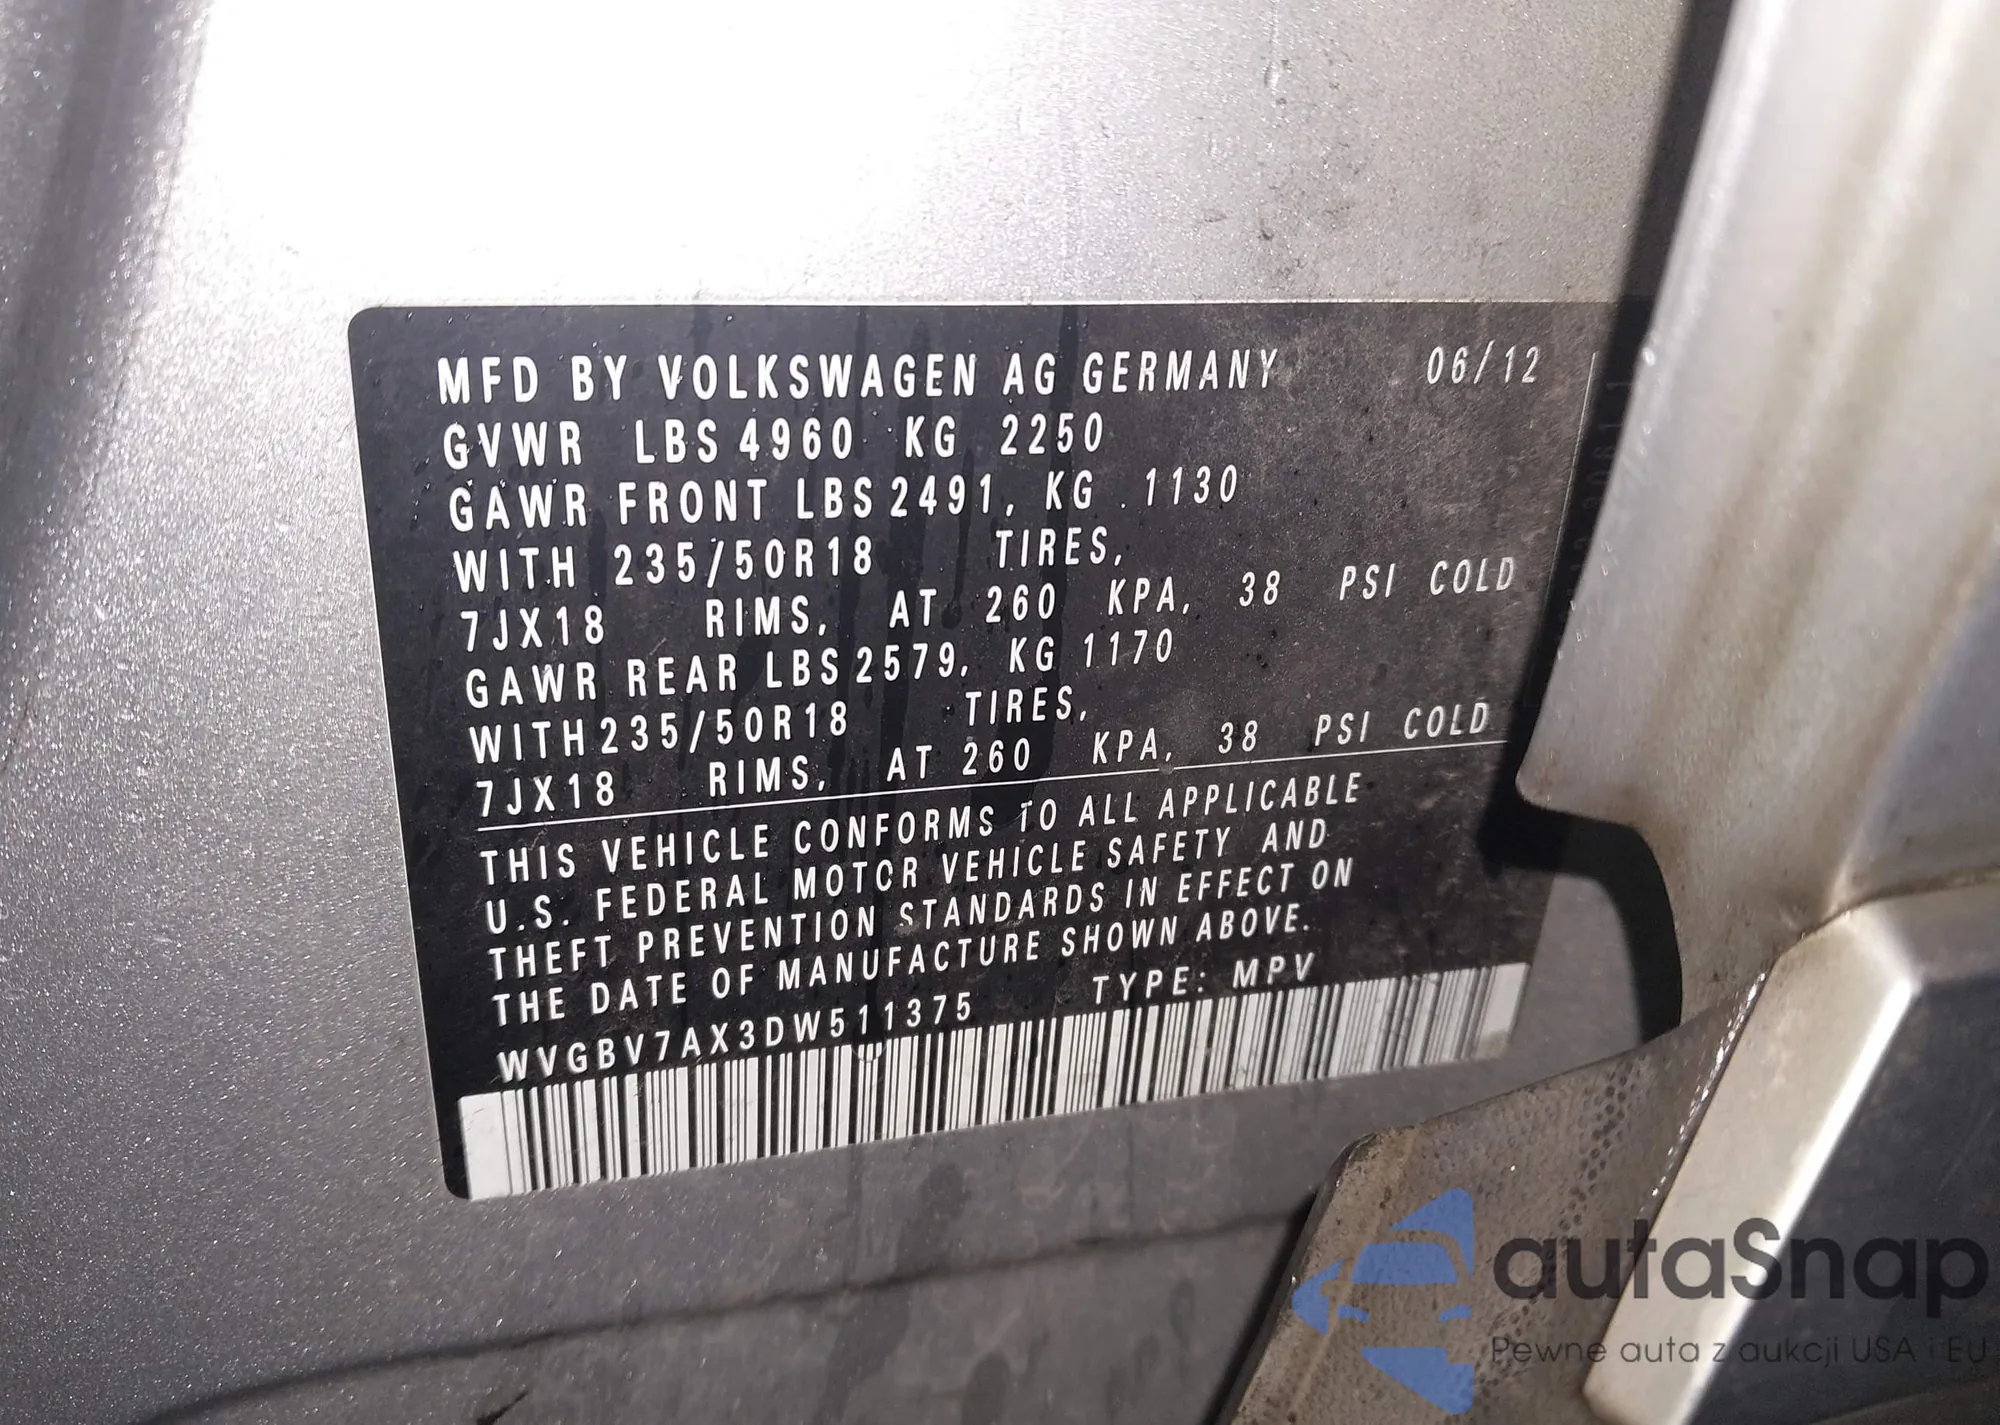 MFD BY VOLKSWAGEN AG GERMANY 06/12
GVWR LBS 4960 KG 2250
GAWR FRONT LBS 2491, KG 1130
WITH 235/50R18 TIRES,
7JX18 RIMS, AT 260 KPA, 38 PSI COLD
GAWR REAR LBS 2579, KG 1170
WITH 235/50R18 TIRES,
7JX18 RIMS, AT 260 KPA, 38 PSI COLD
THIS VEHICLE CONFORMS TO ALL APPLICABLE
U.S. FEDERAL MOTOR VEHICLE SAFETY AND
THEFT PREVENTION STANDARDS IN EFFECT ON
THE DATE OF MANUFACTURE SHOWN ABOVE.
WVGBV7AX3DW511375 TYPE: MPV
autaSnap
Pewne auta z aukcji USA i EU